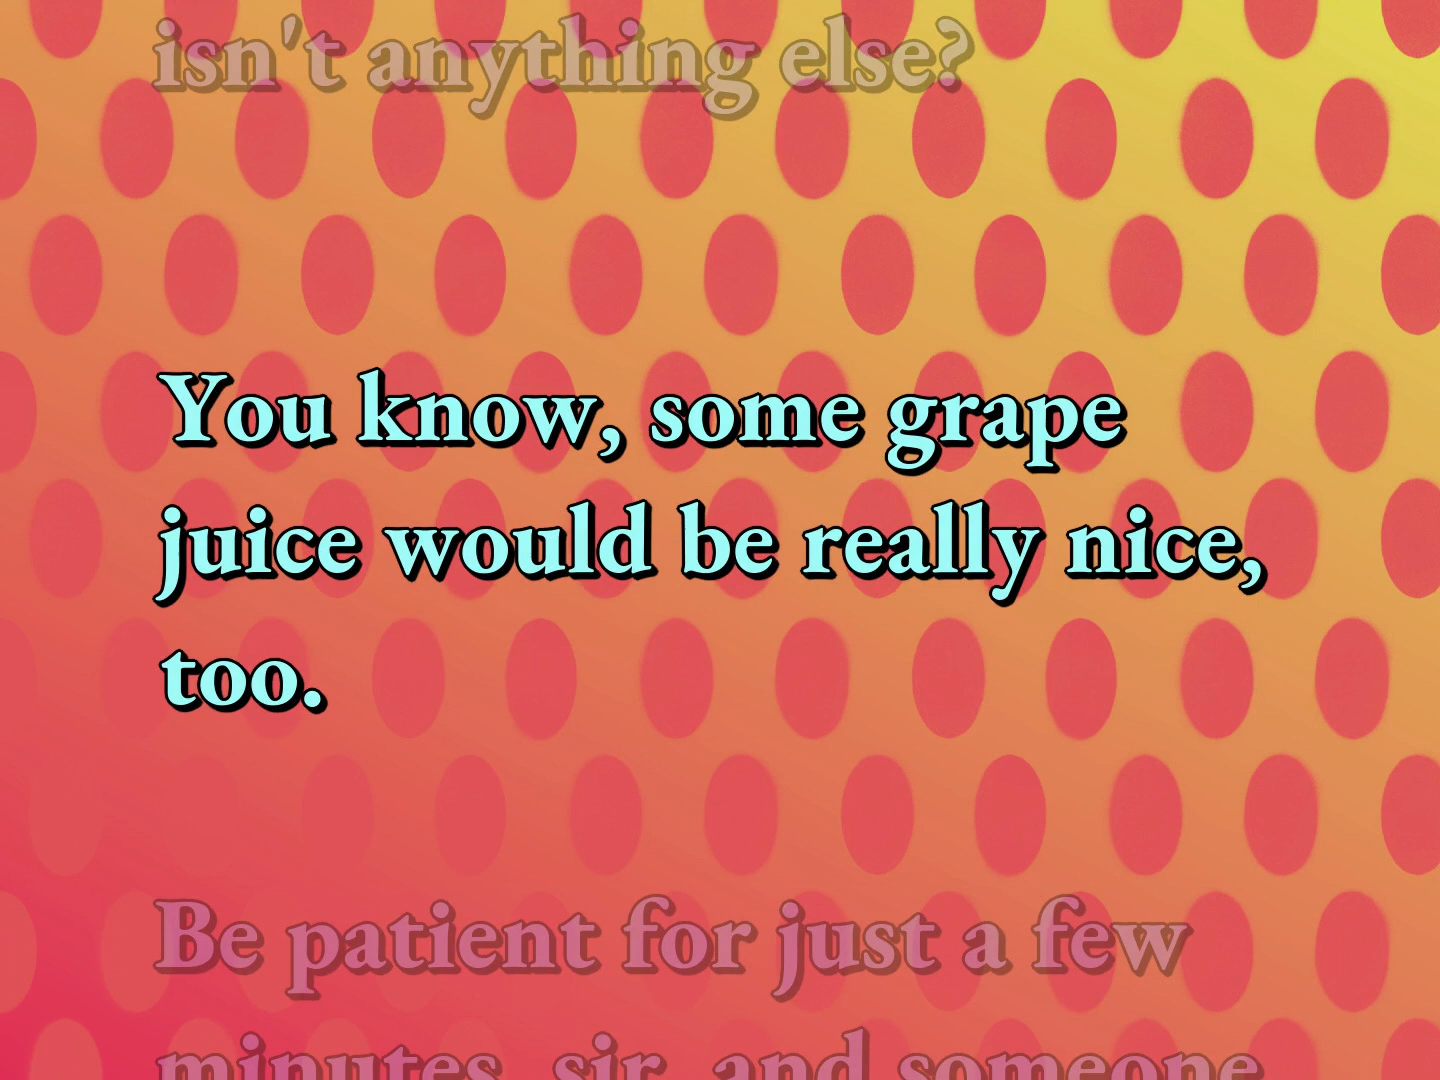 isn't anything else?
You know, some grape
juice would be really nice,
too.
Be patient for just a few
minutes, sir, and someone